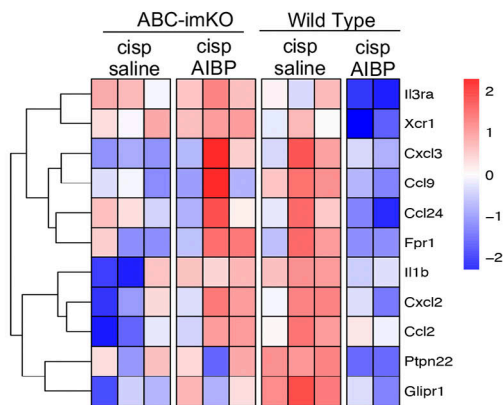 ABC-imKO Wild Type
cisp saline cisp AIBP cisp saline cisp AIBP
Il3ra
Xcr1
Cxcl3
Ccl9
Ccl24
Fpr1
Il1b
Cxcl2
Ccl2
Ptpn22
Glipr1
2
1
0
−1
−2